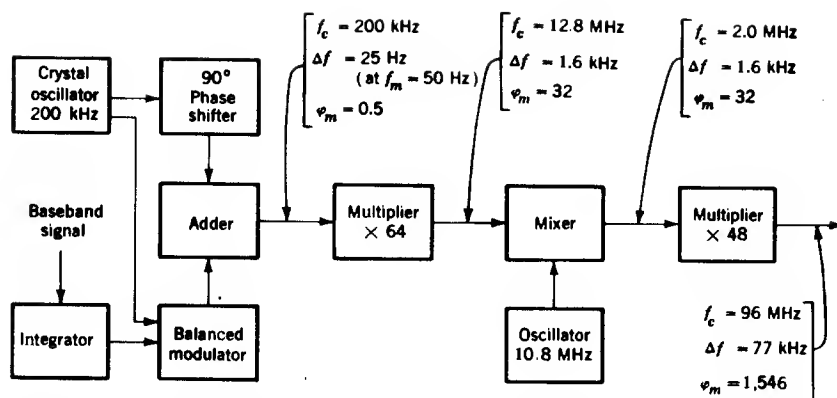 Crystal
oscillator
200 kHz
90°
Phase
shifter
f_c = 200 kHz
Δf = 25 Hz
(at f_m = 50 Hz)
φ_m = 0.5
f_c = 12.8 MHz
Δf = 1.6 kHz
φ_m = 32
f_c = 2.0 MHz
Δf = 1.6 kHz
φ_m = 32
Baseband
signal
Adder
Multiplier
× 64
Mixer
Multiplier
× 48
Integrator
Balanced
modulator
Oscillator
10.8 MHz
f_c = 96 MHz
Δf = 77 kHz
φ_m = 1,546